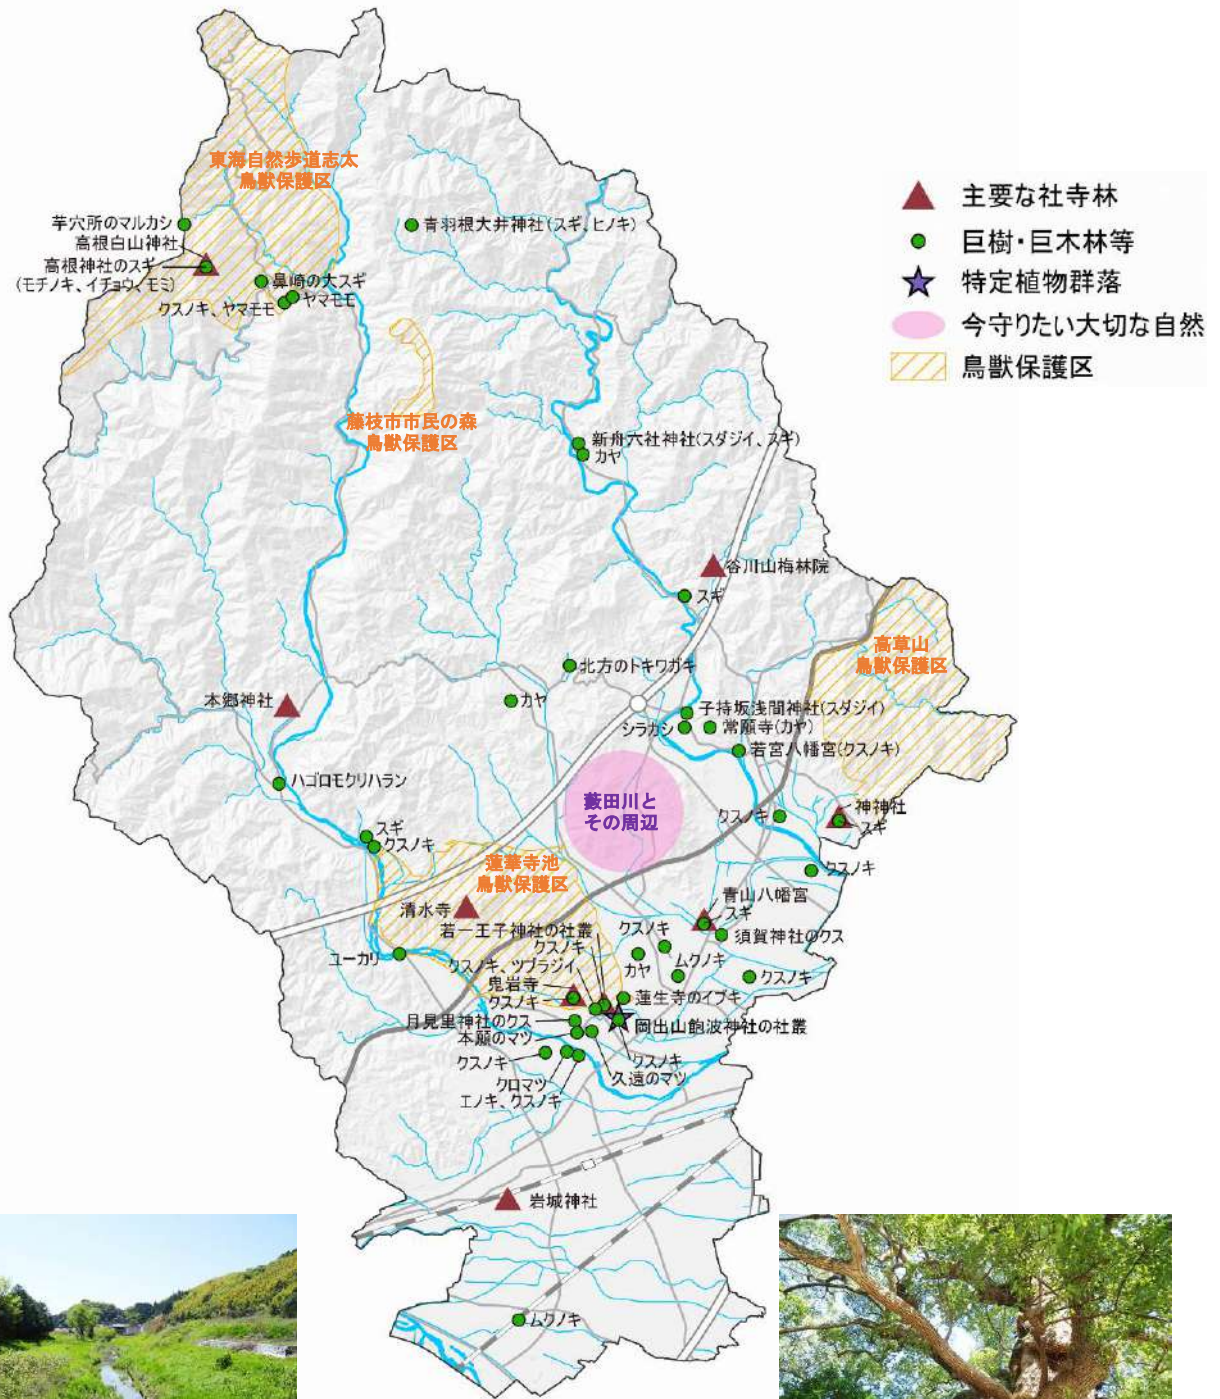 東海自然歩道志太
鳥獣保護区
芋穴所のマルカシ
高根白山神社
高根神社のスギ
(モチノキ、イチョウ、モミ)
鼻崎の大スギ
ヤマモモ
クスノキ、ヤマモモ
青羽根大井神社(スギ、ヒノキ)
主要な社寺林
巨樹・巨木林等
特定植物群落
今守りたい大切な自然
鳥獣保護区
藤枝市市民の森
鳥獣保護区
新舟六社神社(スダジイ、スギ)
カヤ
谷川山梅林院
スギ
高草山
鳥獣保護区
北方のトキワガキ
カヤ
本郷神社
子持坂浅間神社(スダジイ)
シラカシ
常願寺(カヤ)
若宮八幡宮(クスノキ)
ハゴロモクリハラン
藪田川と
その周辺
クスノキ
神神社
スギ
スギ
クスノキ
クスノキ
蓮華寺池
鳥獣保護区
清水寺
青山八幡宮
スギ
須賀神社のクス
若一王子神社の社叢
クスノキ
クスノキ
ムクノキ
カヤ
クスノキ
ユーカリ
クスノキ、ツブラジイ
鬼岩寺
クスノキ
蓮生寺のイブキ
月見里神社のクス
岡出山飽波神社の社叢
本願のマツ
クスノキ
クスノキ
久遠のマツ
クロマツ
エノキ、クスノキ
岩城神社
ムクノキ